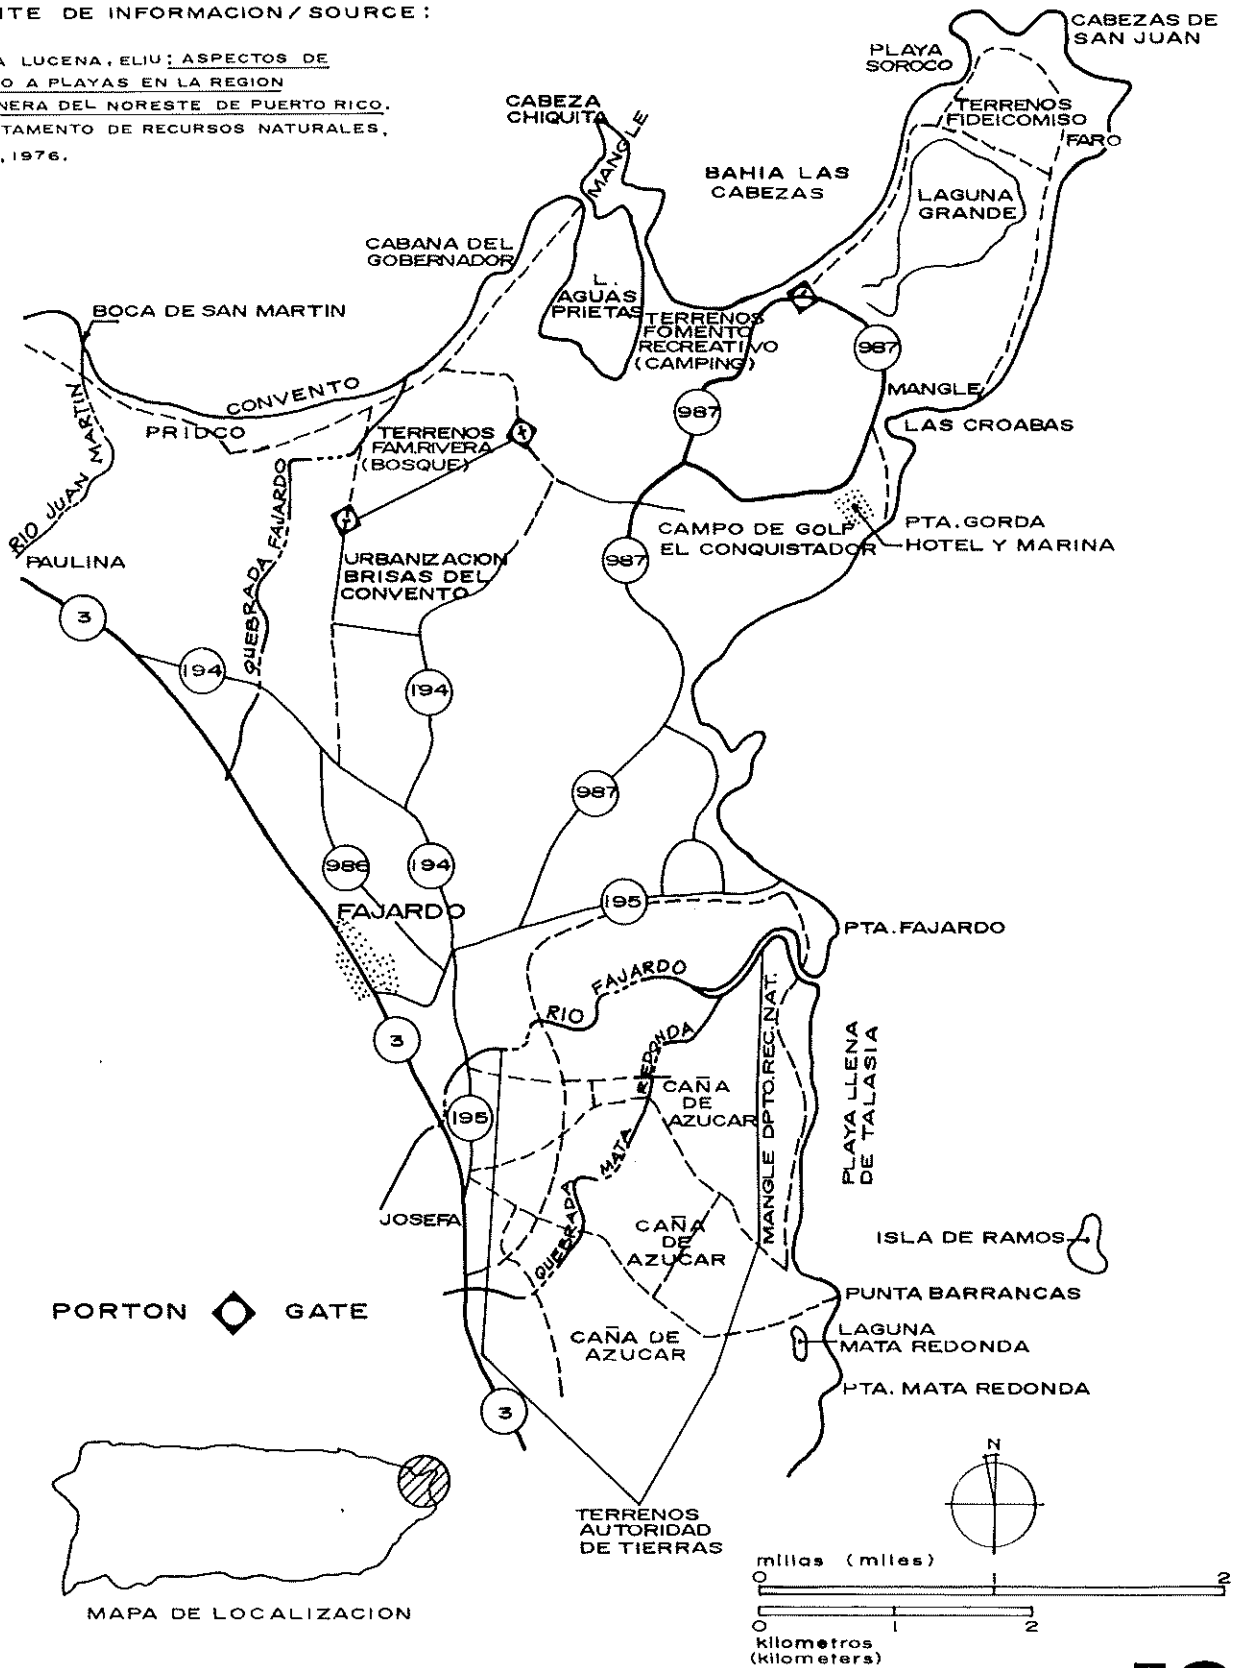 TE DE INFORMACION/SOURCE:
A LUCENA, ELIU; ASPECTOS DE
O A PLAYAS EN LA REGION
NERA DEL NORESTE DE PUERTO RICO.
TAMENTO DE RECURSOS NATURALES,
, 1976.
CABEZAS DE
SAN JUAN
PLAYA
SOROCO
CABEZA
CHIQUITA
MANGLE
TERRENOS
FIDEICOMISO
FARO
BAHIA LAS
CABEZAS
LAGUNA
GRANDE
CABANA DEL
GOBERNADOR
L.
AGUAS
PRIETAS
BOCA DE SAN MARTIN
TERRENOS
FOMENTO
RECREATIVO
(CAMPING)
987
CONVENTO
MANGLE
987
LAS CROABAS
PRIDCO
TERRENOS
FAM. RIVERA
(BOSQUE)
RIO JUAN MARTIN
QUEBRADA FAJARDO
PAULINA
CAMPO DE GOLF
EL CONQUISTADOR
PTA. GORDA
HOTEL Y MARINA
987
URBANIZACION
BRISAS DEL
CONVENTO
3
194
194
987
986
194
195
FAJARDO
PTA. FAJARDO
RIO FAJARDO
3
MANGLE DPTO. REC. NAT.
PLAYA LLENA
DE TALASIA
QUEBRADA MATA REDONDA
CAÑA
DE
AZUCAR
195
JOSEFA
CAÑA
DE
AZUCAR
ISLA DE RAMOS
PORTON GATE
PUNTA BARRANCAS
CAÑA DE
AZUCAR
LAGUNA
MATA REDONDA
PTA. MATA REDONDA
3
N
TERRENOS
AUTORIDAD
DE TIERRAS
MAPA DE LOCALIZACION
millas (miles)
0 1 2
0 1 2
kilometros
(kilometers)